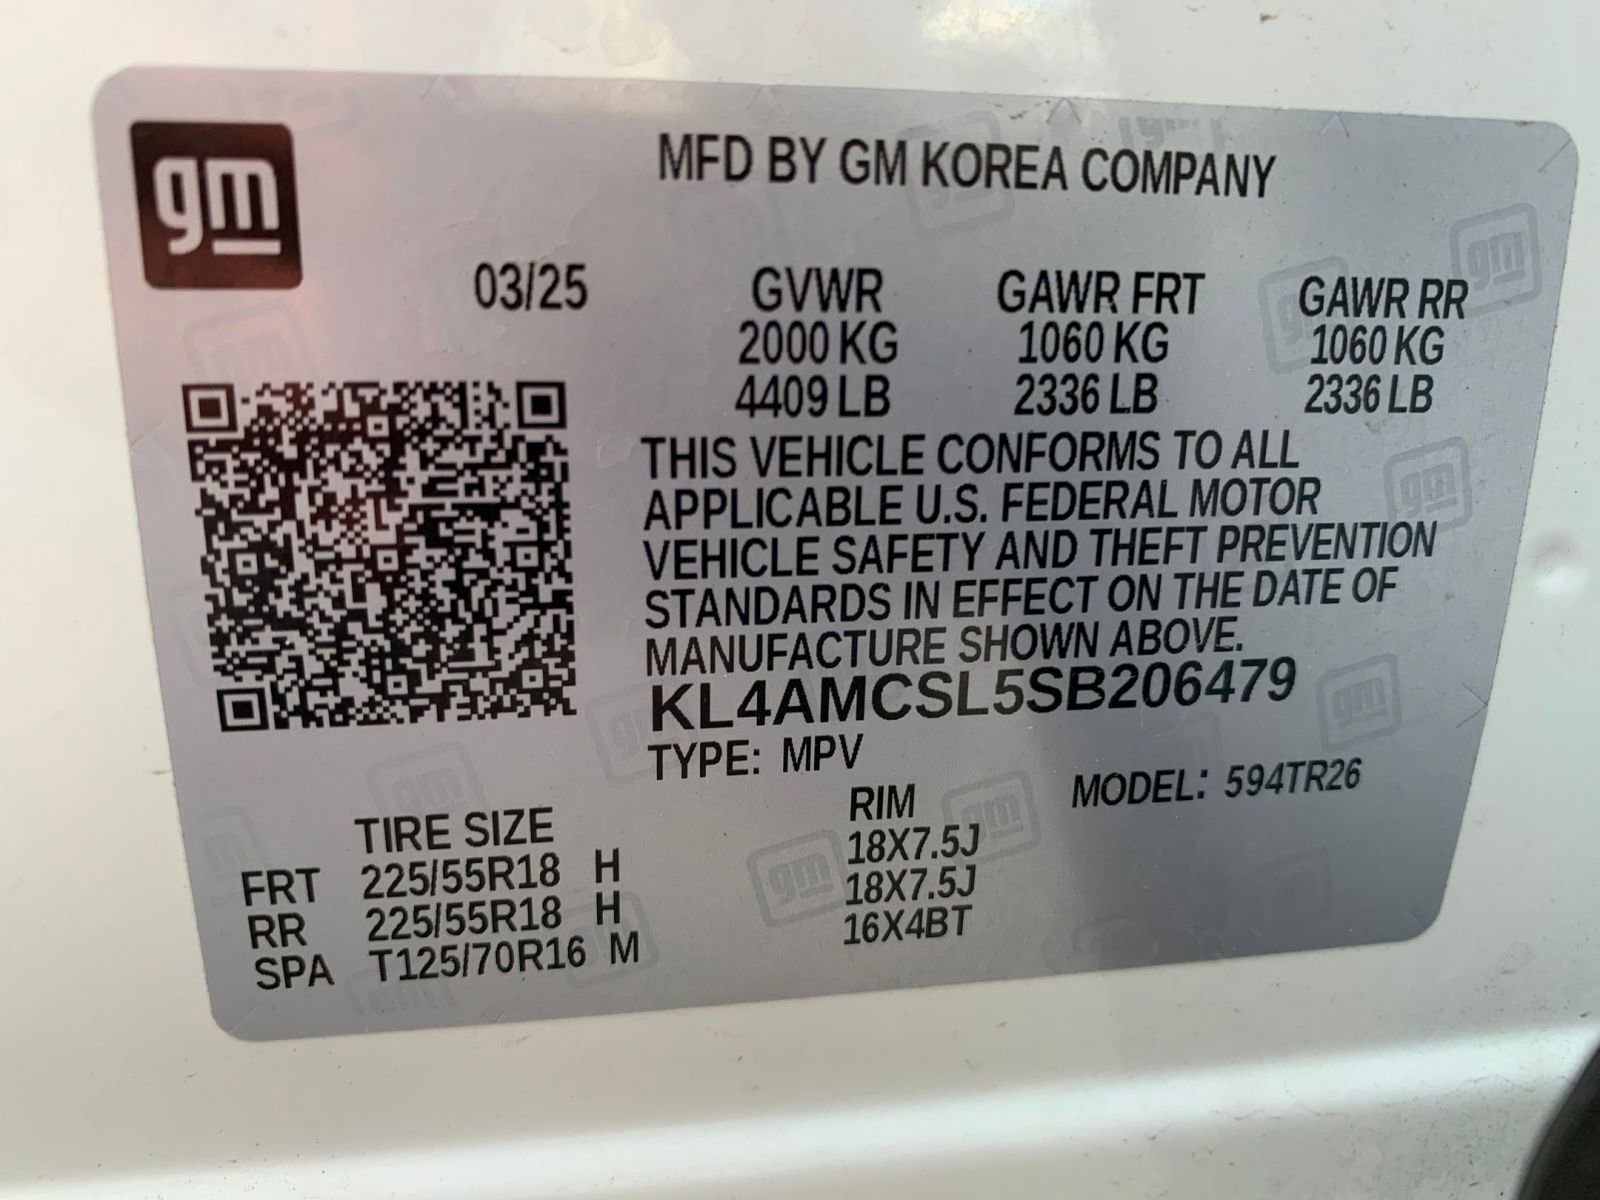 gm
MFD BY GM KOREA COMPANY
03/25 GVWR GAWR FRT GAWR RR
2000 KG 1060 KG 1060 KG
4409 LB 2336 LB 2336 LB
THIS VEHICLE CONFORMS TO ALL
APPLICABLE U.S. FEDERAL MOTOR
VEHICLE SAFETY AND THEFT PREVENTION
STANDARDS IN EFFECT ON THE DATE OF
MANUFACTURE SHOWN ABOVE.
KL4AMCSL5SB206479
TYPE: MPV MODEL: 594TR26
TIRE SIZE RIM
FRT 225/55R18 H 18X7.5J
RR 225/55R18 H 18X7.5J
SPA T125/70R16 M 16X4BT